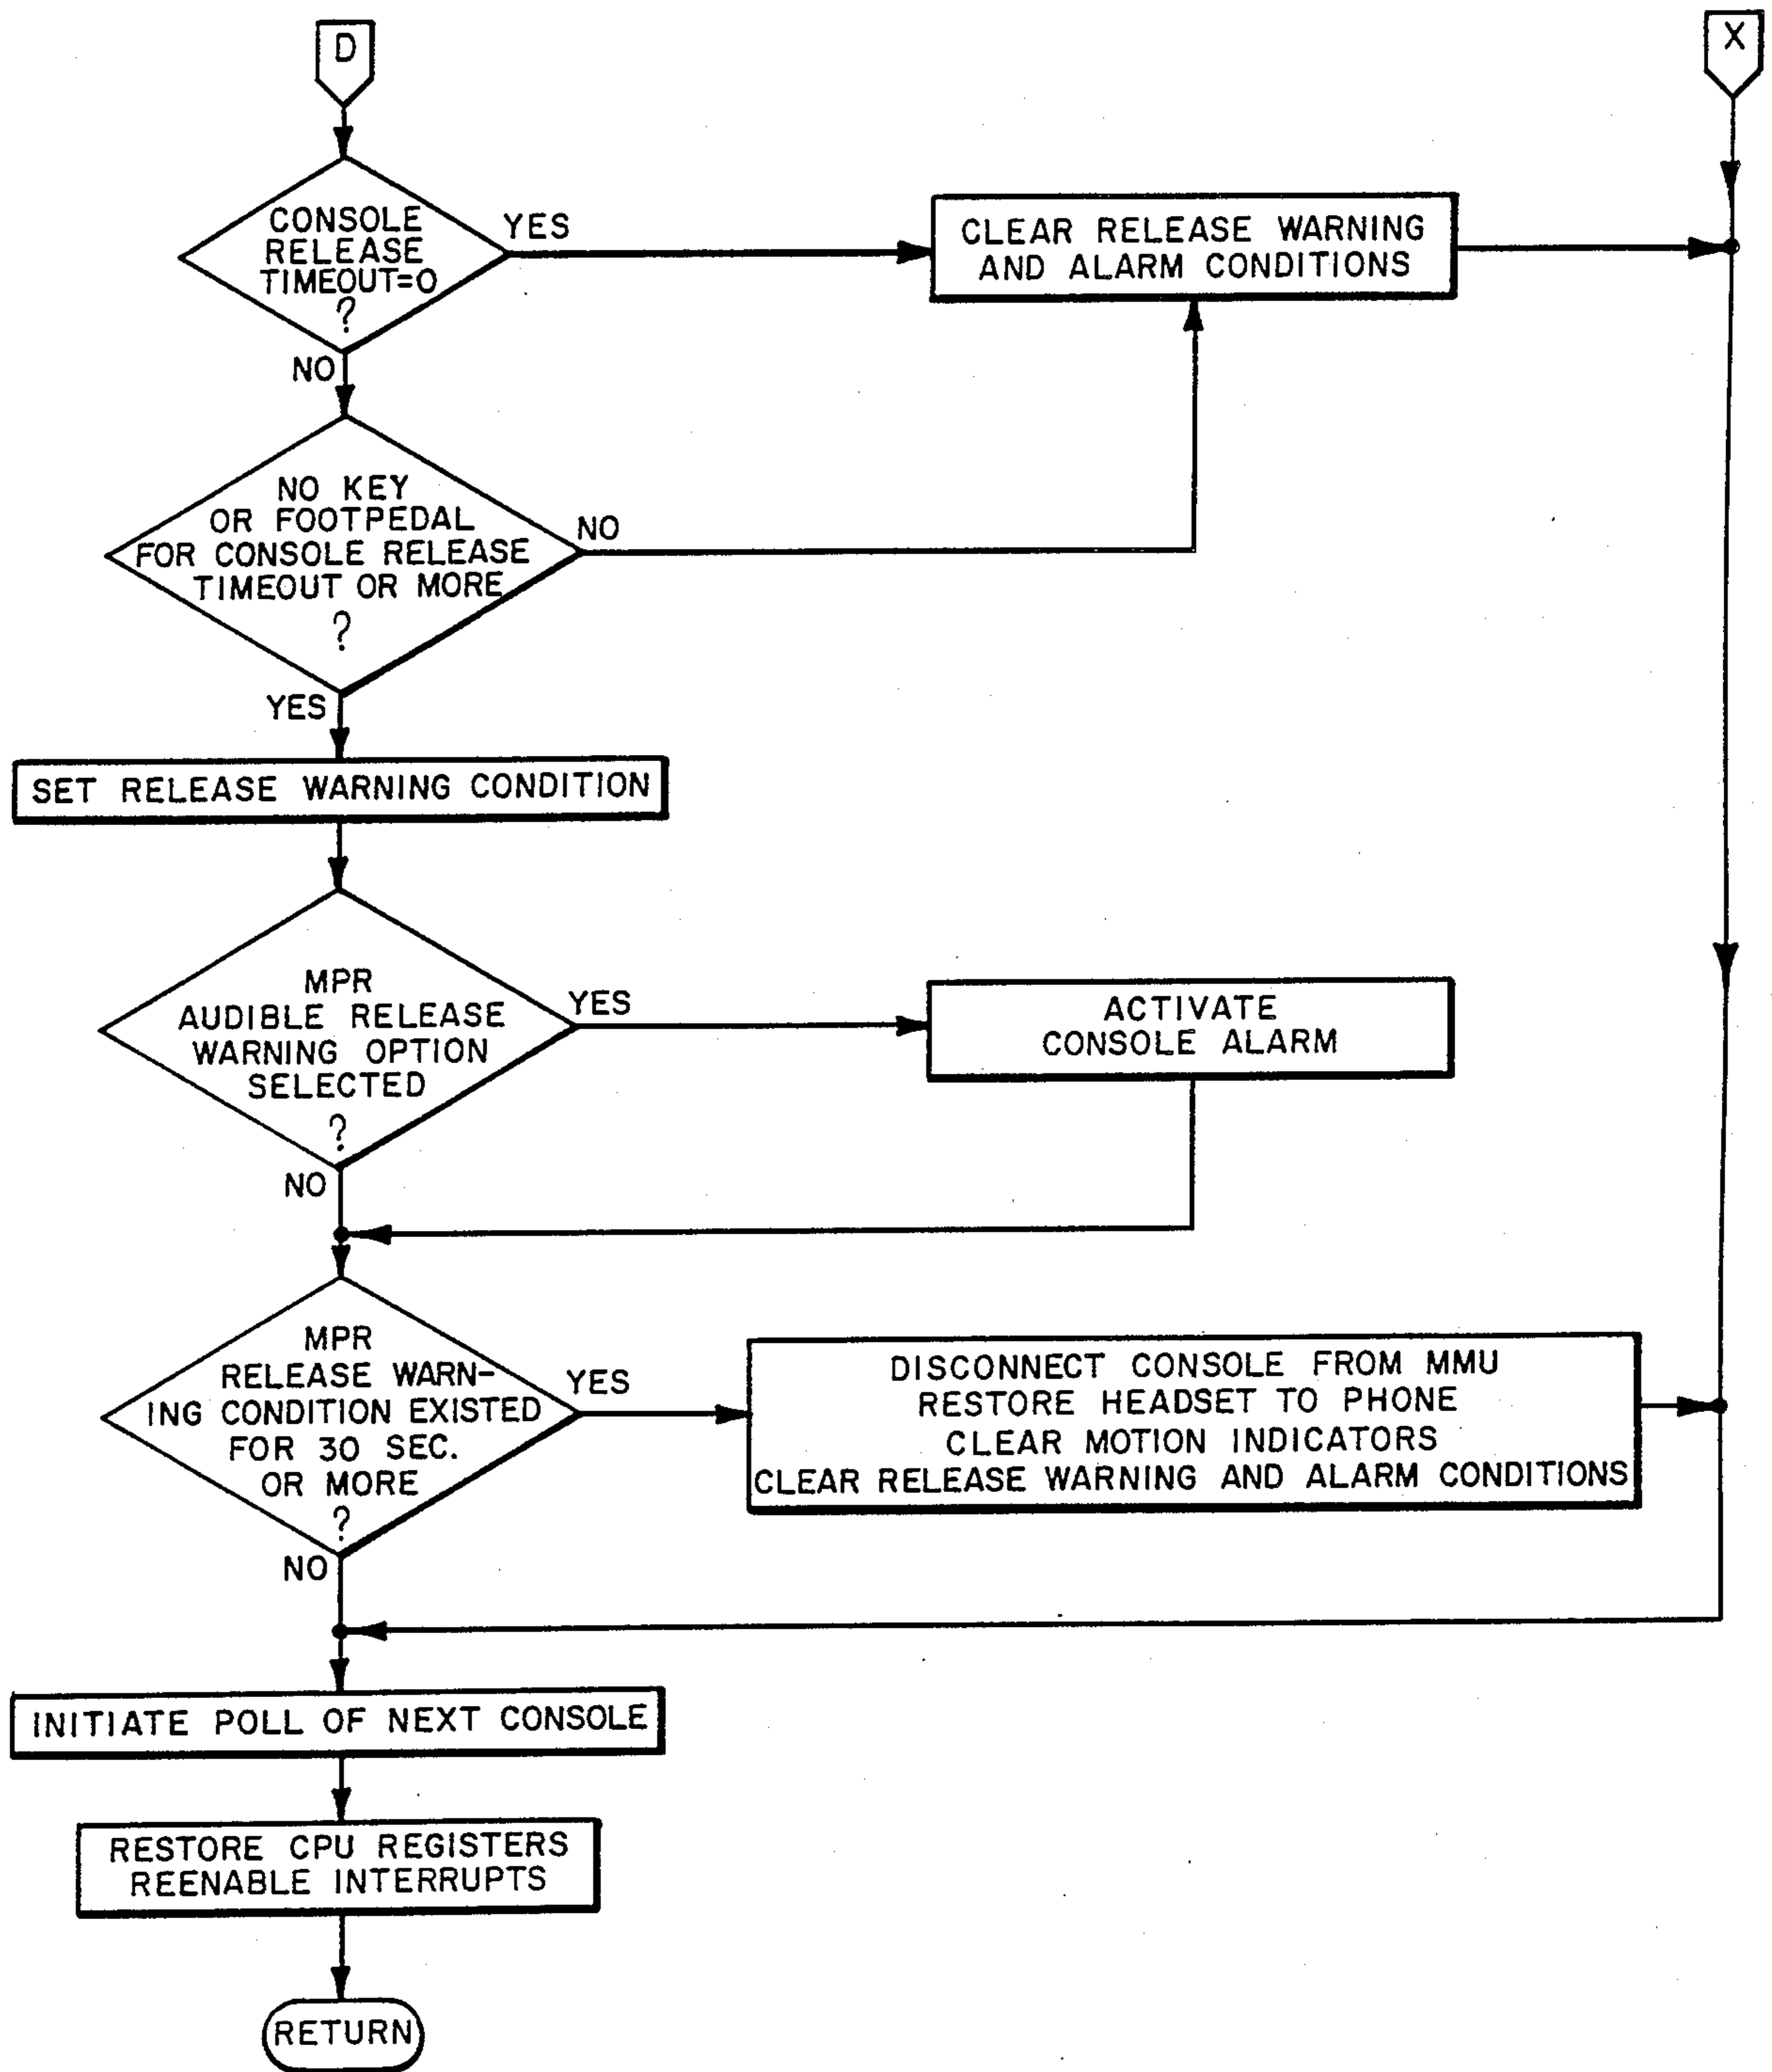 D
X
CONSOLE
RELEASE
TIMEOUT=0
?
YES
NO
CLEAR RELEASE WARNING
AND ALARM CONDITIONS
NO KEY
OR FOOTPEDAL
FOR CONSOLE RELEASE
TIMEOUT OR MORE
?
NO
YES
SET RELEASE WARNING CONDITION
MPR
AUDIBLE RELEASE
WARNING OPTION
SELECTED
?
YES
NO
ACTIVATE
CONSOLE ALARM
MPR
RELEASE WARN-
ING CONDITION EXISTED
FOR 30 SEC.
OR MORE
?
YES
NO
DISCONNECT CONSOLE FROM MMU
RESTORE HEADSET TO PHONE
CLEAR MOTION INDICATORS
CLEAR RELEASE WARNING AND ALARM CONDITIONS
INITIATE POLL OF NEXT CONSOLE
RESTORE CPU REGISTERS
REENABLE INTERRUPTS
RETURN